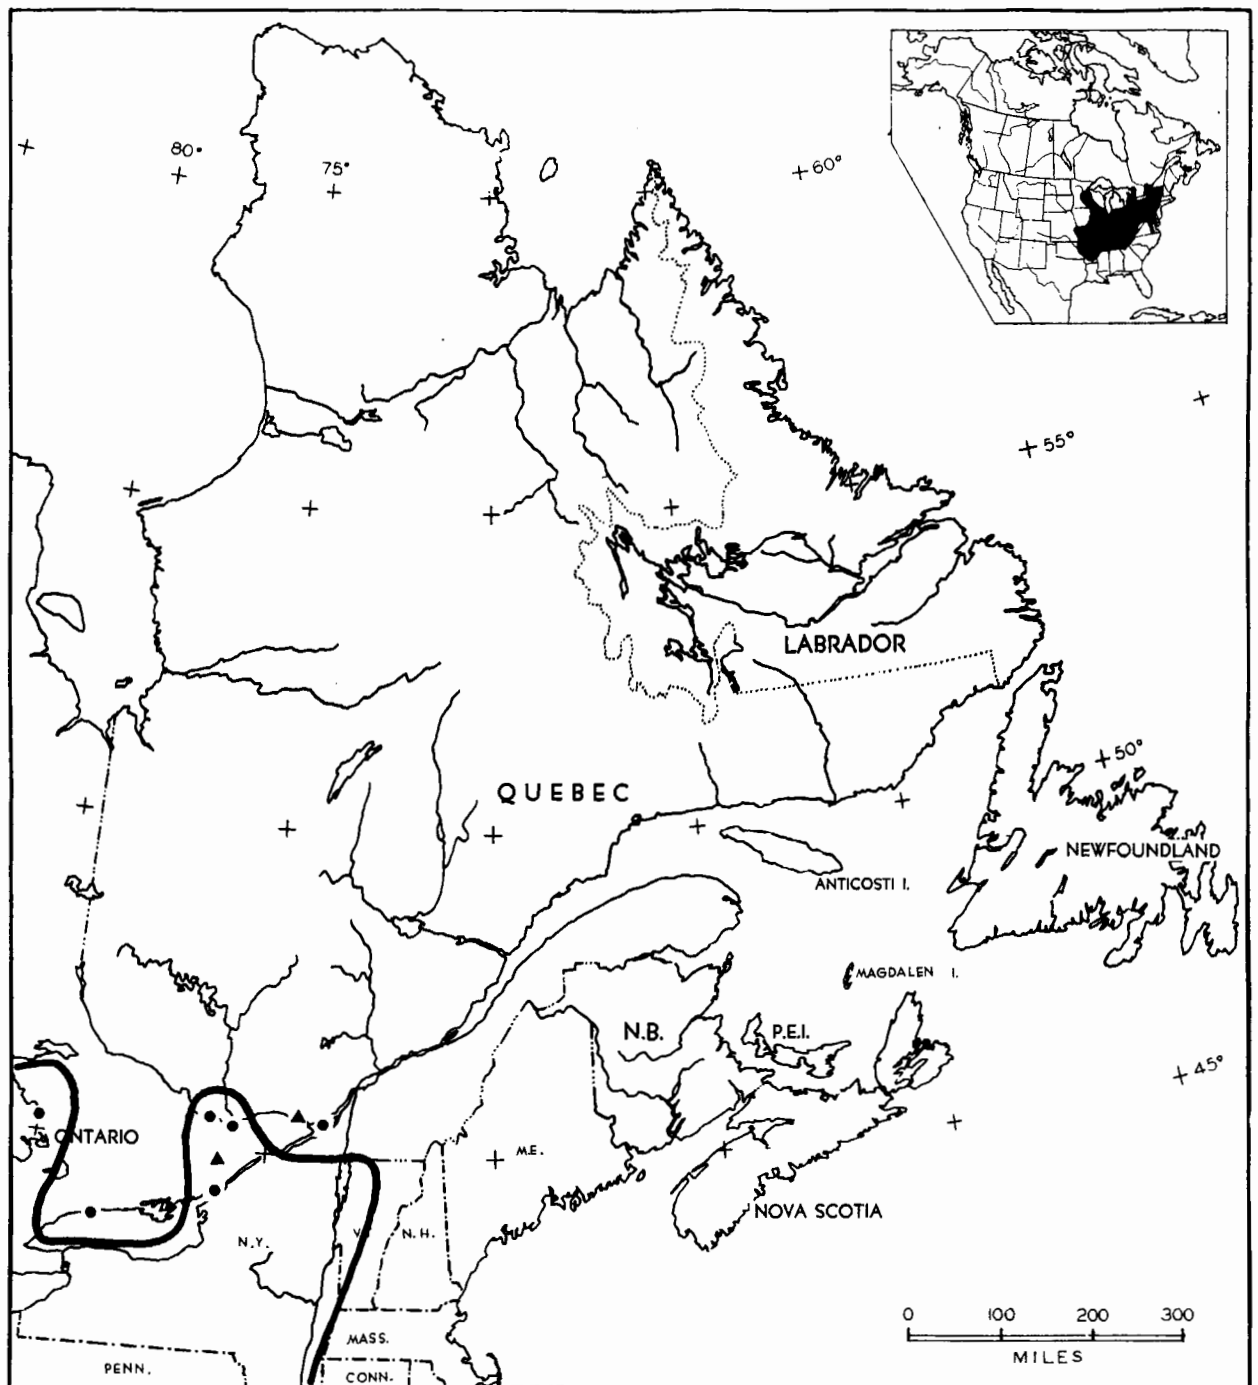 80°
75°
60°
55°
LABRADOR
50°
QUEBEC
NEWFOUNDLAND
ANTICOSTI I.
MAGDALEN I.
N.B.
P.E.I.
45°
ONTARIO
M.E.
NOVA SCOTIA
N.Y.
N.H.
0 100 200 300
MILES
MASS.
PENN.
CONN.